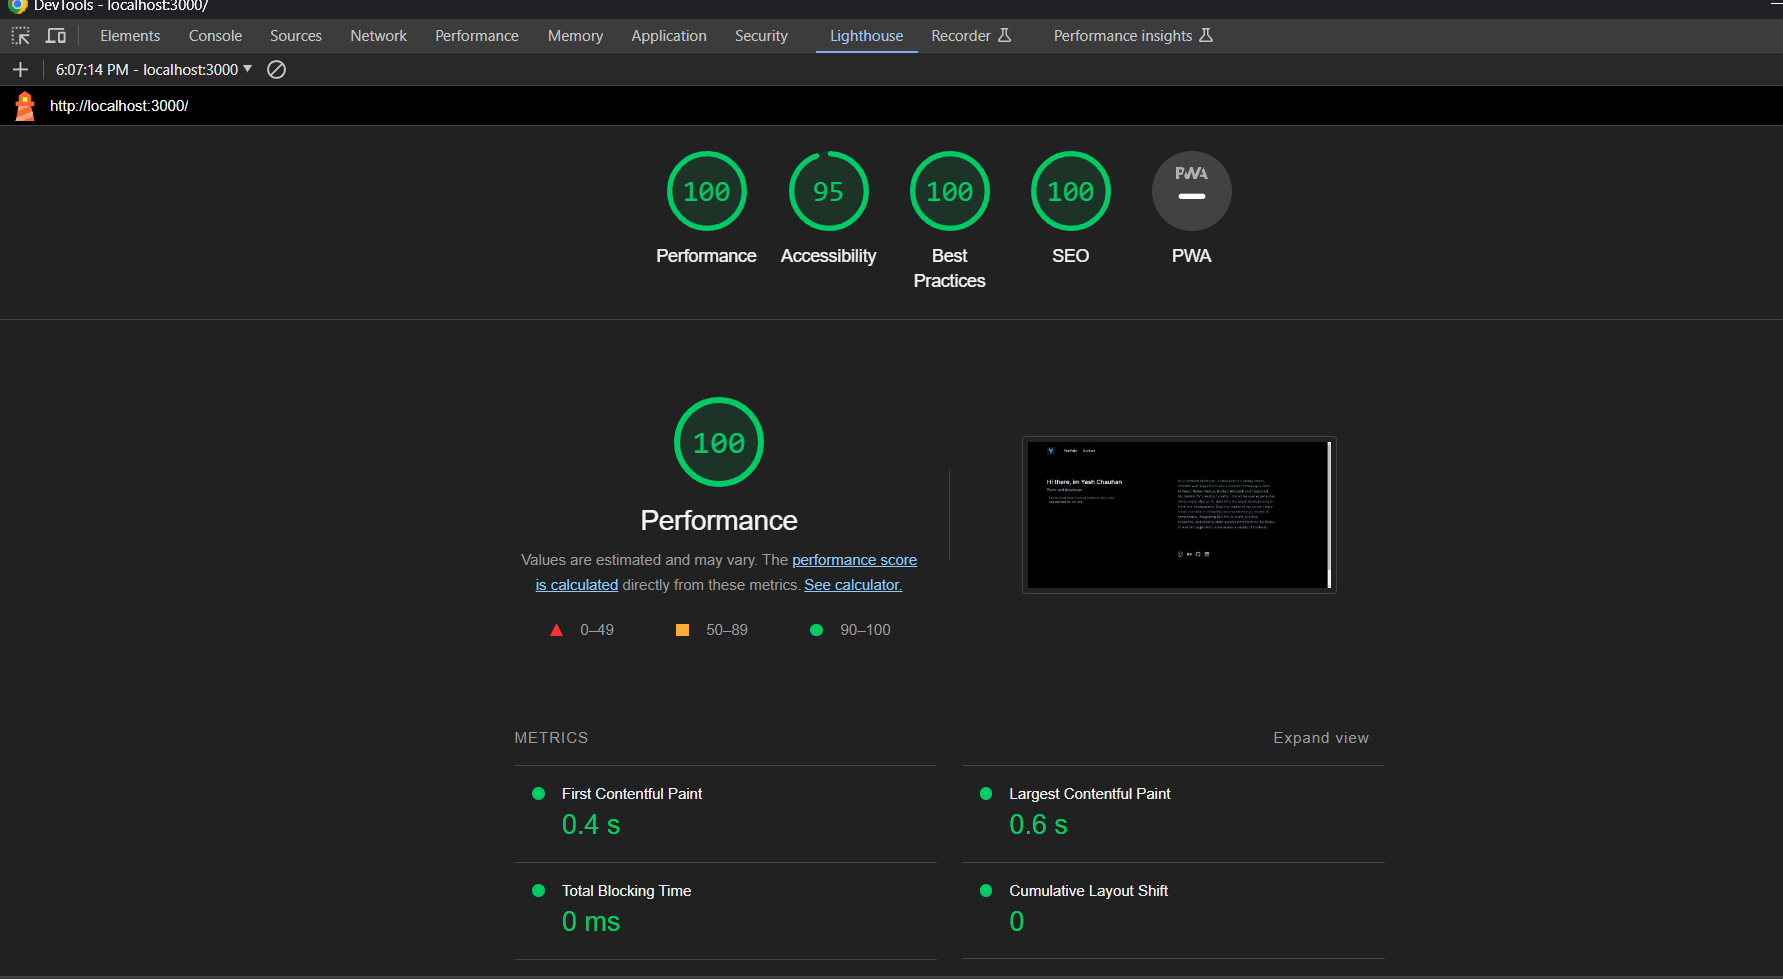 DevTools - localhost:3000/
Elements Console Sources Network Performance Memory Application Security Lighthouse Recorder Performance insights
6:07:14 PM - localhost:3000
http://localhost:3000/
100 95 100 100 PWA
Performance Accessibility Best Practices SEO PWA
100
Performance
Values are estimated and may vary. The performance score
is calculated directly from these metrics. See calculator.
0–49 50–89 90–100
Portfolio Contact
Hi there, im Yash Chauhan
METRICS Expand view
First Contentful Paint Largest Contentful Paint
0.4 s 0.6 s
Total Blocking Time Cumulative Layout Shift
0 ms 0